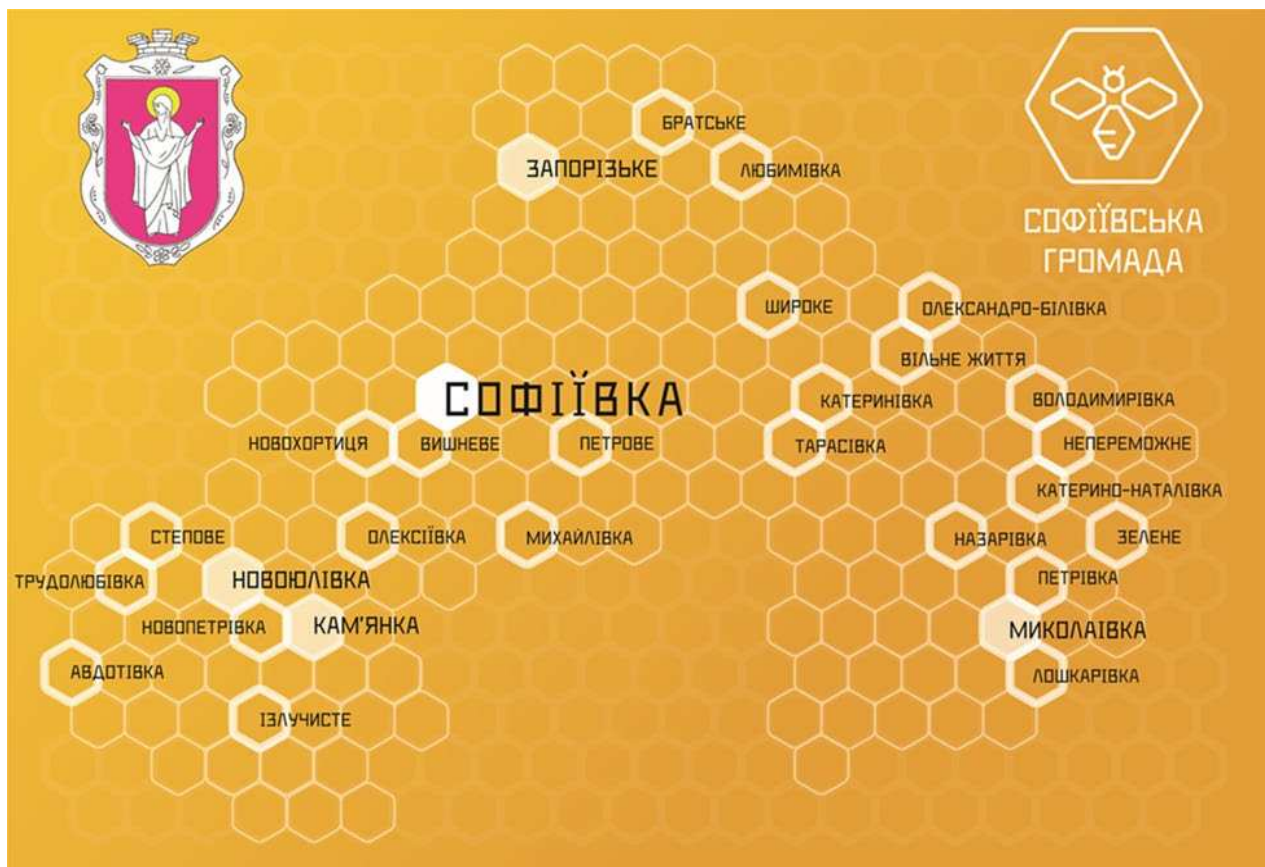 БРАТСЬКЕ
ЗАПОРІЗЬКЕ
ЛЮБИМІВКА
СОФІЇВСЬКА
ГРОМАДА
ШИРОКЕ
ОЛЕКСАНДРО-БІЛІВКА
ВІЛЬНЕ ЖИТТЯ
СОФІЇВКА
КАТЕРИНІВКА
ВОЛОДИМИРІВКА
НОВОХОРТИЦЯ
ВИШНЕВЕ
ПЕТРОВЕ
ТАРАСІВКА
НЕПЕРЕМОЖНЕ
КАТЕРИНО-НАТАЛІВКА
СТЕПОВЕ
ОЛЕКСІЇВКА
МИХАЙЛІВКА
НАЗАРІВКА
ЗЕЛЕНЕ
ТРУДОЛЮБІВКА
НОВОЮЛІВКА
ПЕТРІВКА
НОВОПЕТРІВКА
КАМ'ЯНКА
МИКОЛАЇВКА
АВДОТІВКА
ЛОШКАРІВКА
ІЗЛУЧИСТЕ